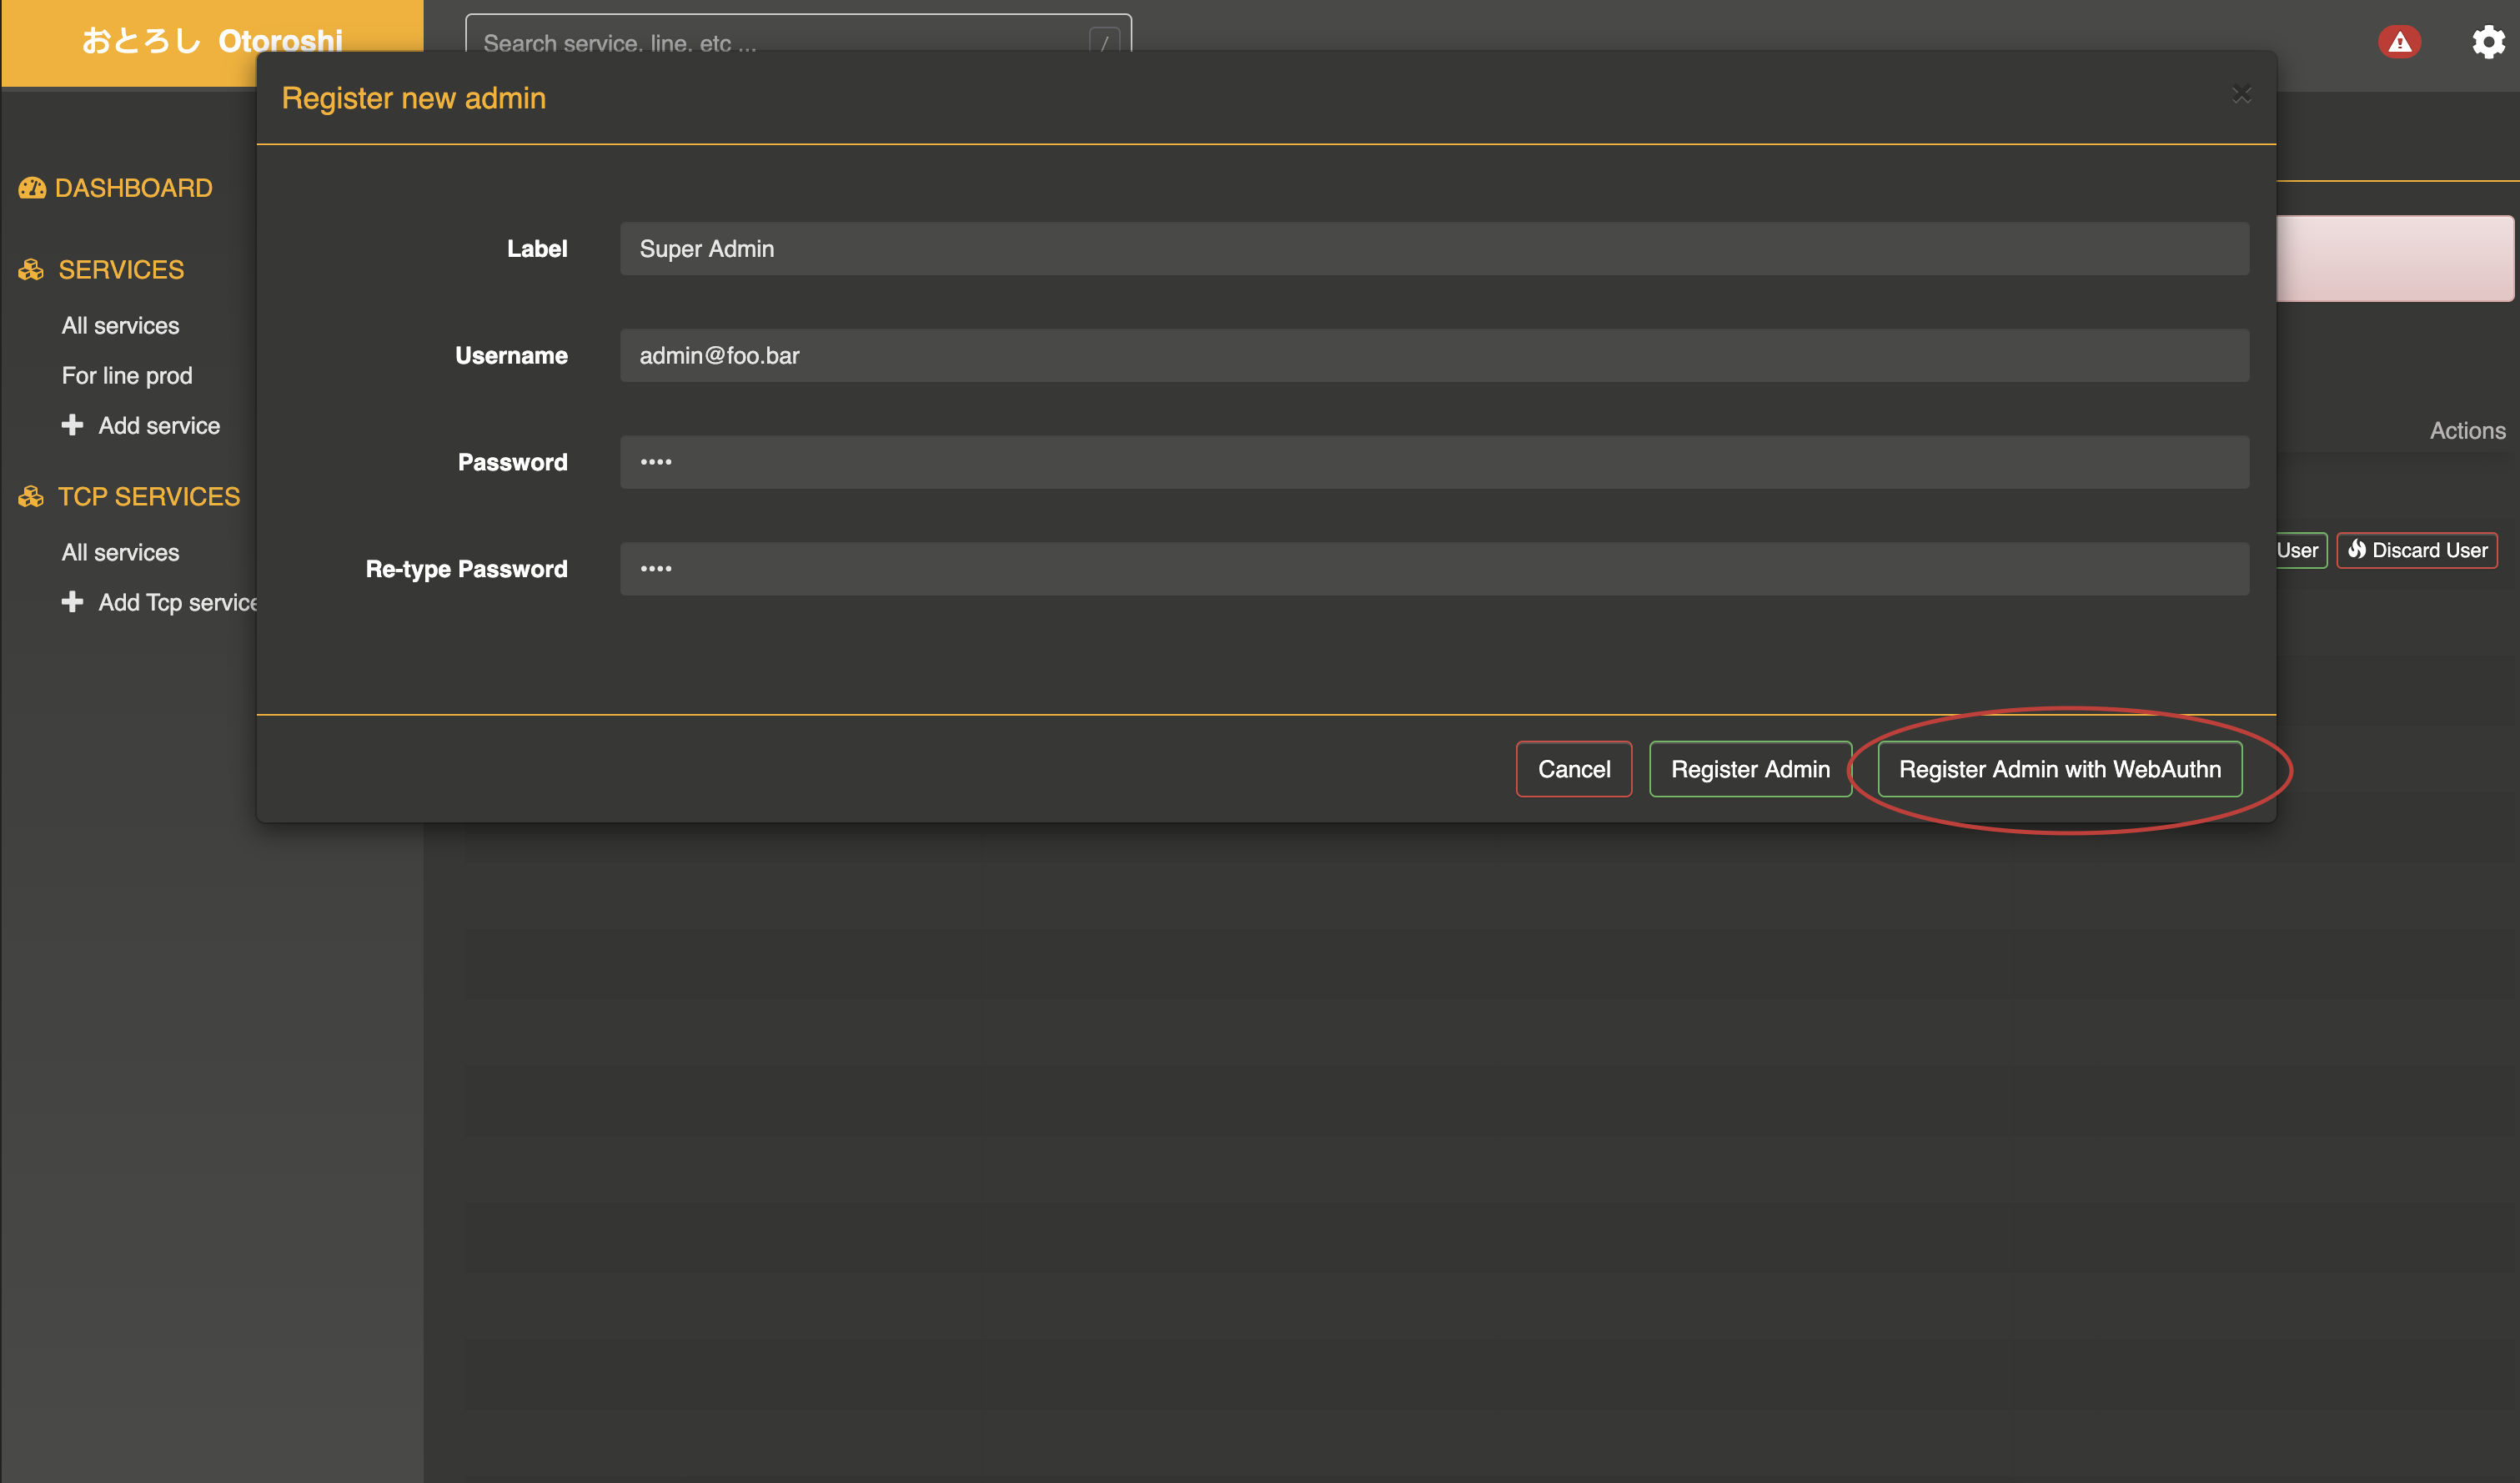 おとろし Otoroshi
Search service, line, etc ...
/
DASHBOARD
SERVICES
All services
For line prod
Add service
TCP SERVICES
All services
Add Tcp service
Register new admin
×
Label
Super Admin
Username
admin@foo.bar
Password
••••
Re-type Password
••••
Cancel
Register Admin
Register Admin with WebAuthn
Actions
User
Discard User